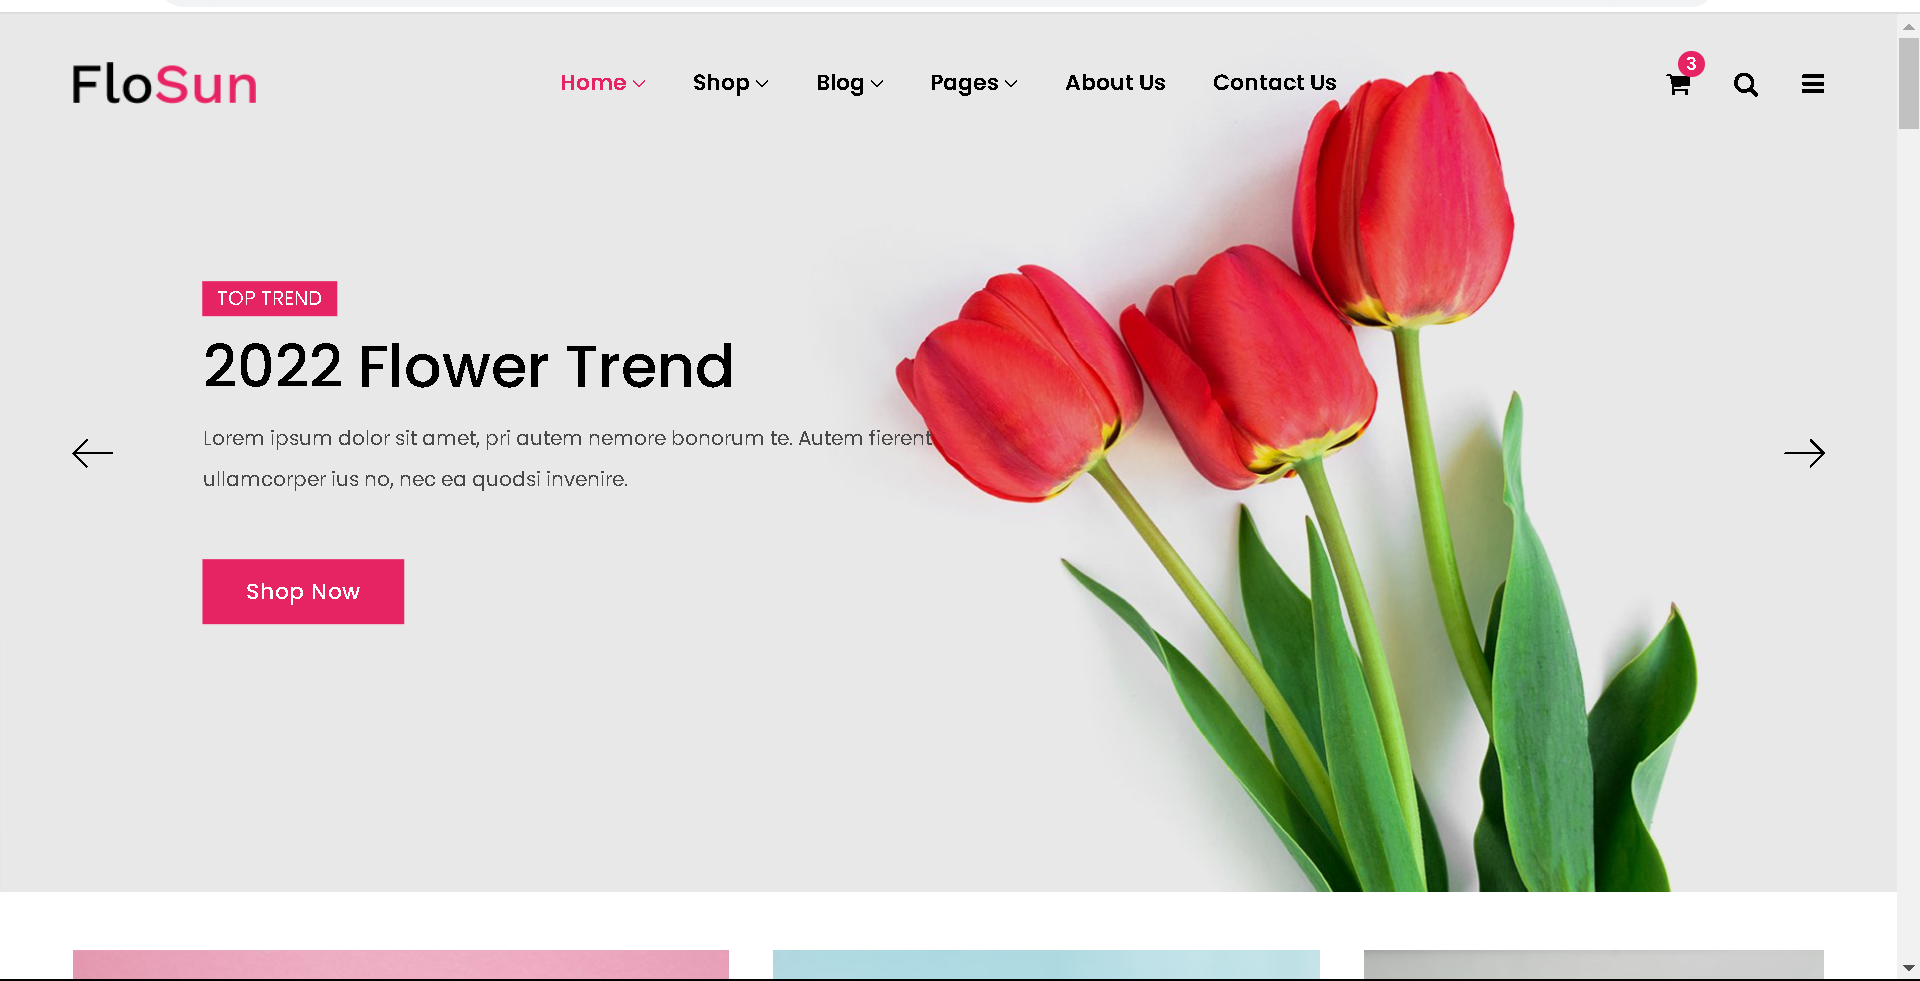 FloSun
Home
Shop
Blog
Pages
About Us
Contact Us
3
TOP TREND
2022 Flower Trend
Lorem ipsum dolor sit amet, pri autem nemore bonorum te. Autem fierent
ullamcorper ius no, nec ea quodsi invenire.
Shop Now